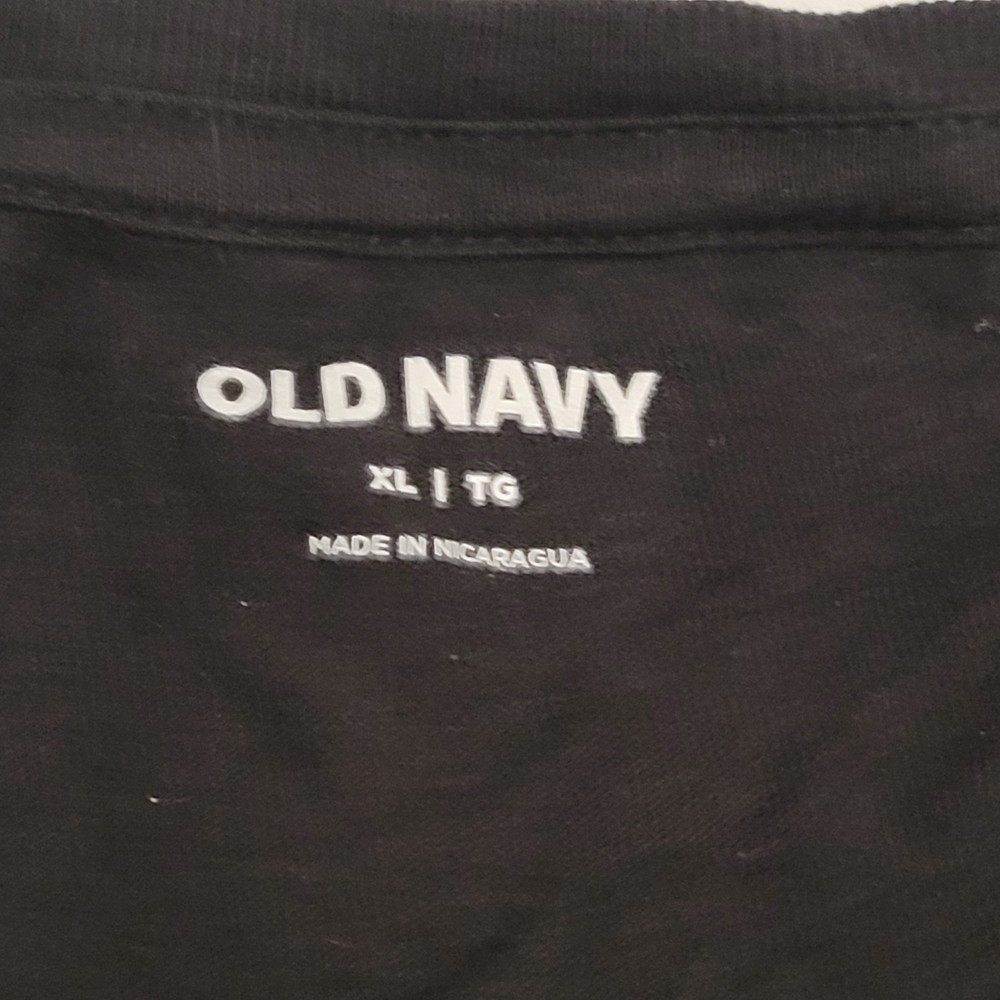 OLD NAVY
XL | TG
MADE IN NICARAGUA